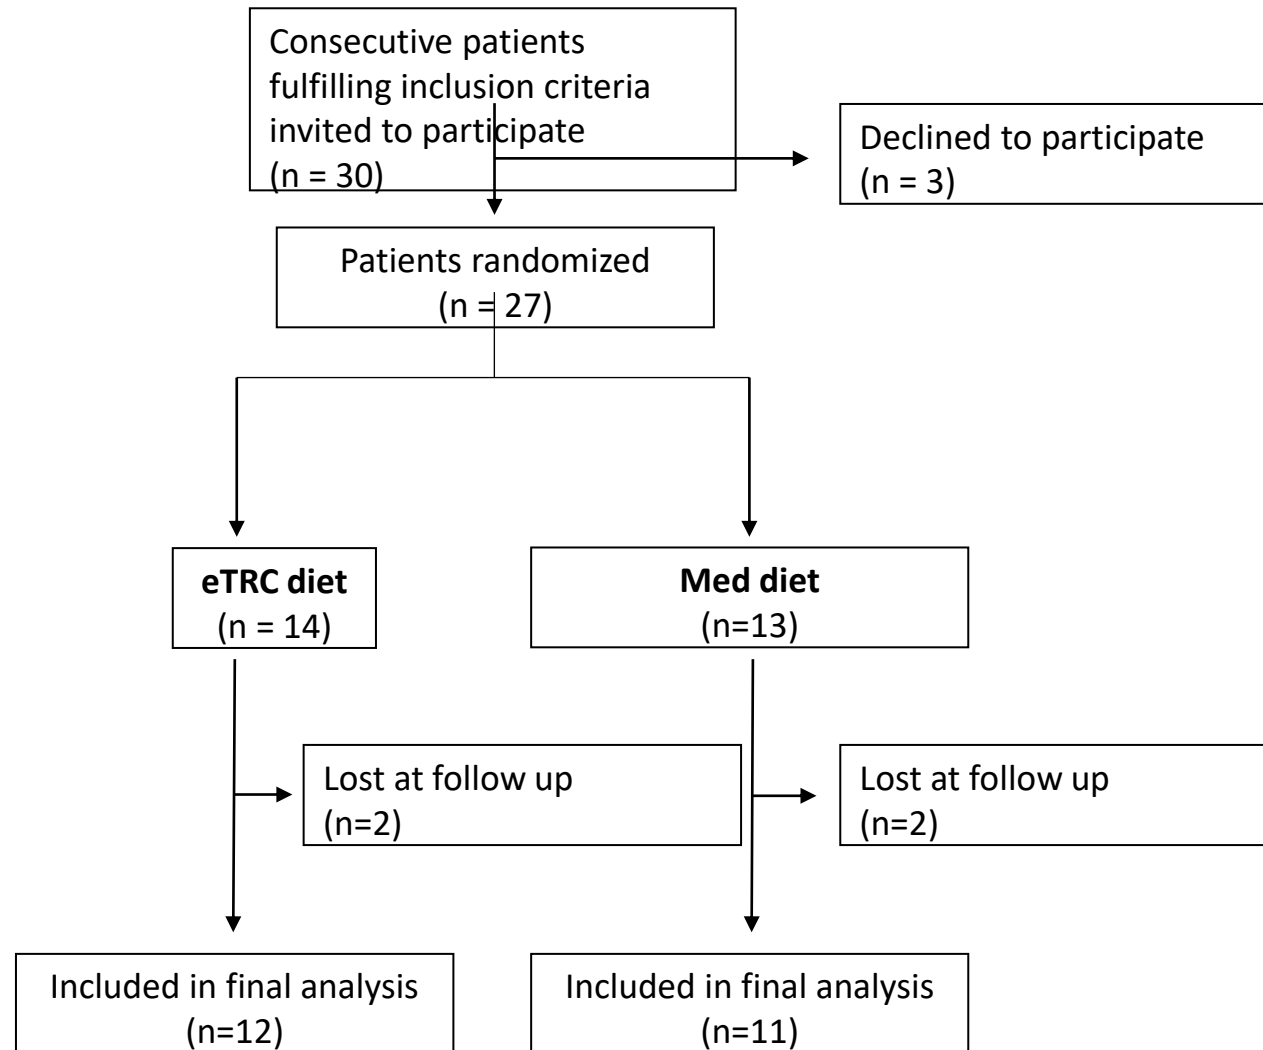 Consecutive patients
fulfilling inclusion criteria
invited to participate
(n = 30)
Declined to participate
(n = 3)
Patients randomized
(n = 27)
eTRC diet
(n = 14)
Med diet
(n=13)
Lost at follow up
(n=2)
Lost at follow up
(n=2)
Included in final analysis
(n=12)
Included in final analysis
(n=11)